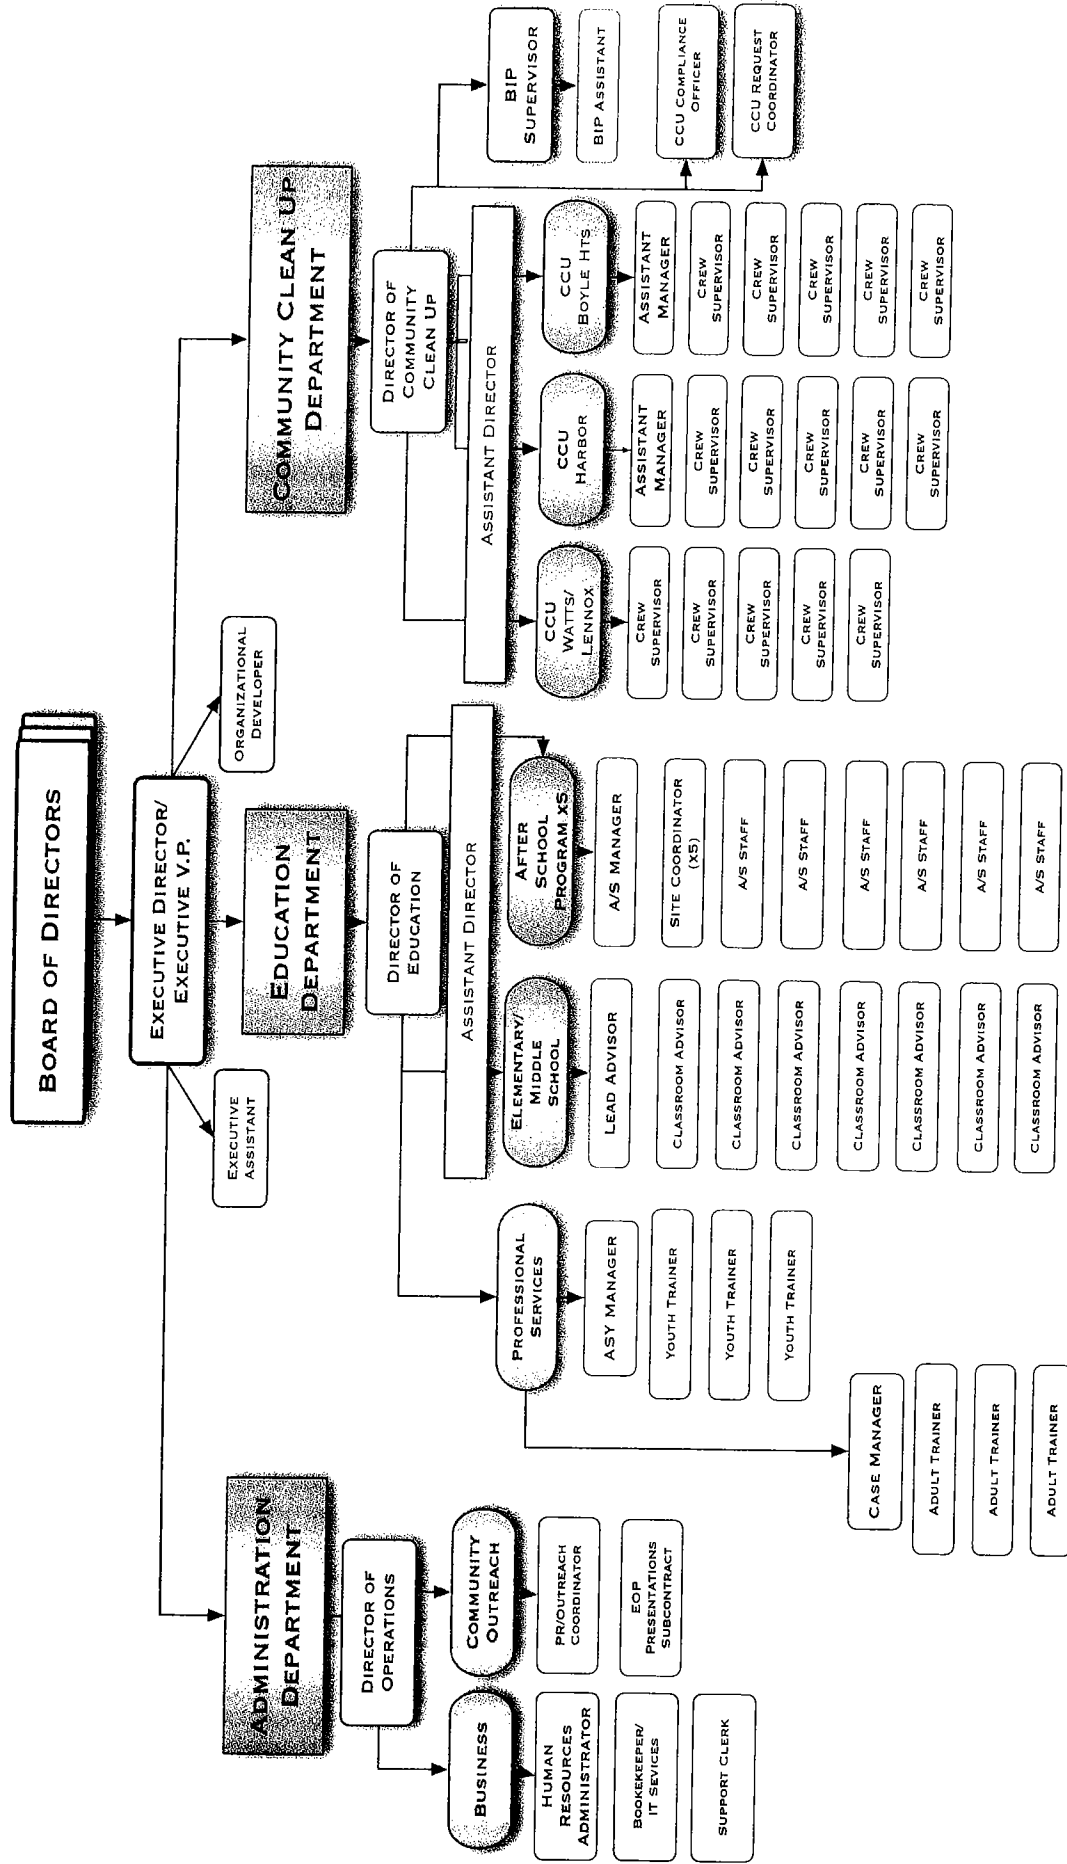 BOARD OF DIRECTORS
EXECUTIVE DIRECTOR/
EXECUTIVE V.P.
EXECUTIVE
ASSISTANT
ORGANIZATIONAL
DEVELOPER
ADMINISTRATION
DEPARTMENT
DIRECTOR OF
OPERATIONS
BUSINESS
HUMAN
RESOURCES
ADMINISTRATOR
BOOKEKEEPER/
IT SEVICES
SUPPORT CLERK
COMMUNITY
OUTREACH
PR/OUTREACH
COORDINATOR
EOP
PRESENTATIONS
SUBCONTRACT
EDUCATION
DEPARTMENT
DIRECTOR OF
EDUCATION
ASSISTANT DIRECTOR
PROFESSIONAL
SERVICES
ASY MANAGER
YOUTH TRAINER
YOUTH TRAINER
YOUTH TRAINER
CASE MANAGER
ADULT TRAINER
ADULT TRAINER
ADULT TRAINER
ELEMENTARY/
MIDDLE
SCHOOL
LEAD ADVISOR
CLASSROOM ADVISOR
CLASSROOM ADVISOR
CLASSROOM ADVISOR
CLASSROOM ADVISOR
CLASSROOM ADVISOR
CLASSROOM ADVISOR
CLASSROOM ADVISOR
AFTER
SCHOOL
PROGRAM X5
A/S MANAGER
SITE COORDINATOR
(X5)
A/S STAFF
A/S STAFF
A/S STAFF
A/S STAFF
A/S STAFF
A/S STAFF
COMMUNITY CLEAN UP
DEPARTMENT
DIRECTOR OF
COMMUNITY
CLEAN UP
ASSISTANT DIRECTOR
CCU
WATTS/
LENNOX
CREW
SUPERVISOR
CREW
SUPERVISOR
CREW
SUPERVISOR
CREW
SUPERVISOR
CREW
SUPERVISOR
CCU
HARBOR
ASSISTANT
MANAGER
CREW
SUPERVISOR
CREW
SUPERVISOR
CREW
SUPERVISOR
CREW
SUPERVISOR
CREW
SUPERVISOR
CCU
BOYLE HTS.
ASSISTANT
MANAGER
CREW
SUPERVISOR
CREW
SUPERVISOR
CREW
SUPERVISOR
CREW
SUPERVISOR
CREW
SUPERVISOR
BIP
SUPERVISOR
BIP ASSISTANT
CCU COMPLIANCE
OFFICER
CCU REQUEST
COORDINATOR